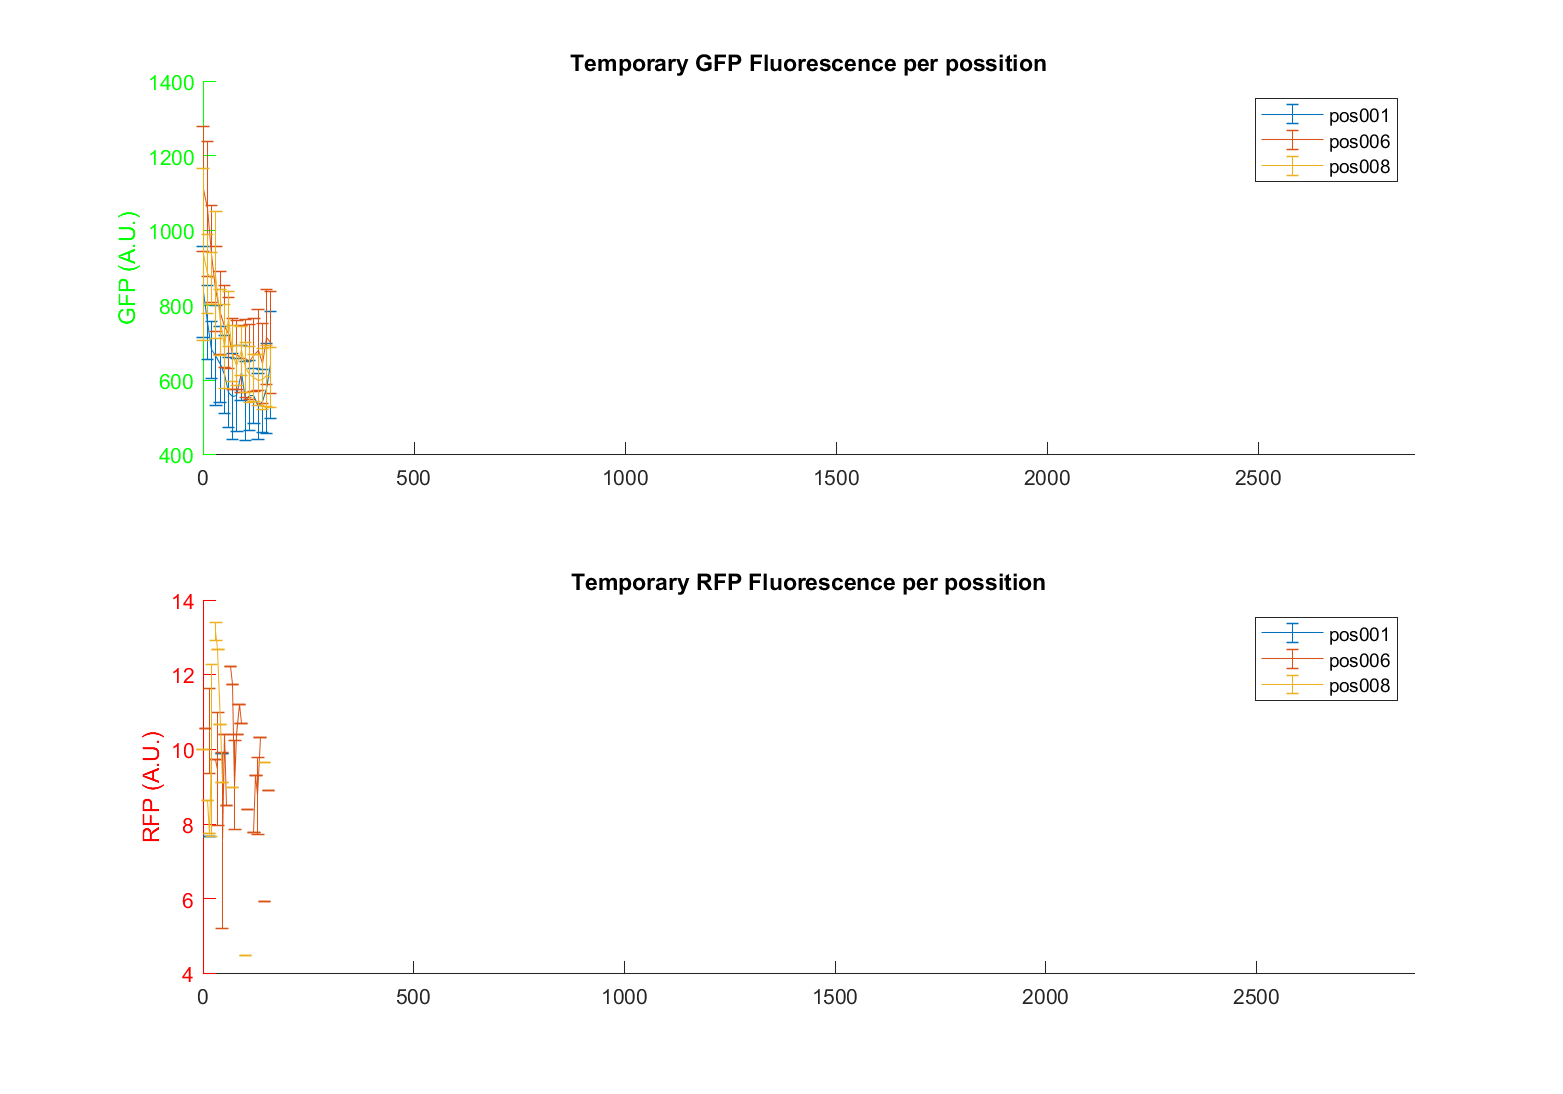 Temporary GFP Fluorescence per possition
GFP (A.U.)
1400
1200
1000
800
600
400
0 500 1000 1500 2000 2500
pos001
pos006
pos008
Temporary RFP Fluorescence per possition
RFP (A.U.)
14
12
10
8
6
4
0 500 1000 1500 2000 2500
pos001
pos006
pos008